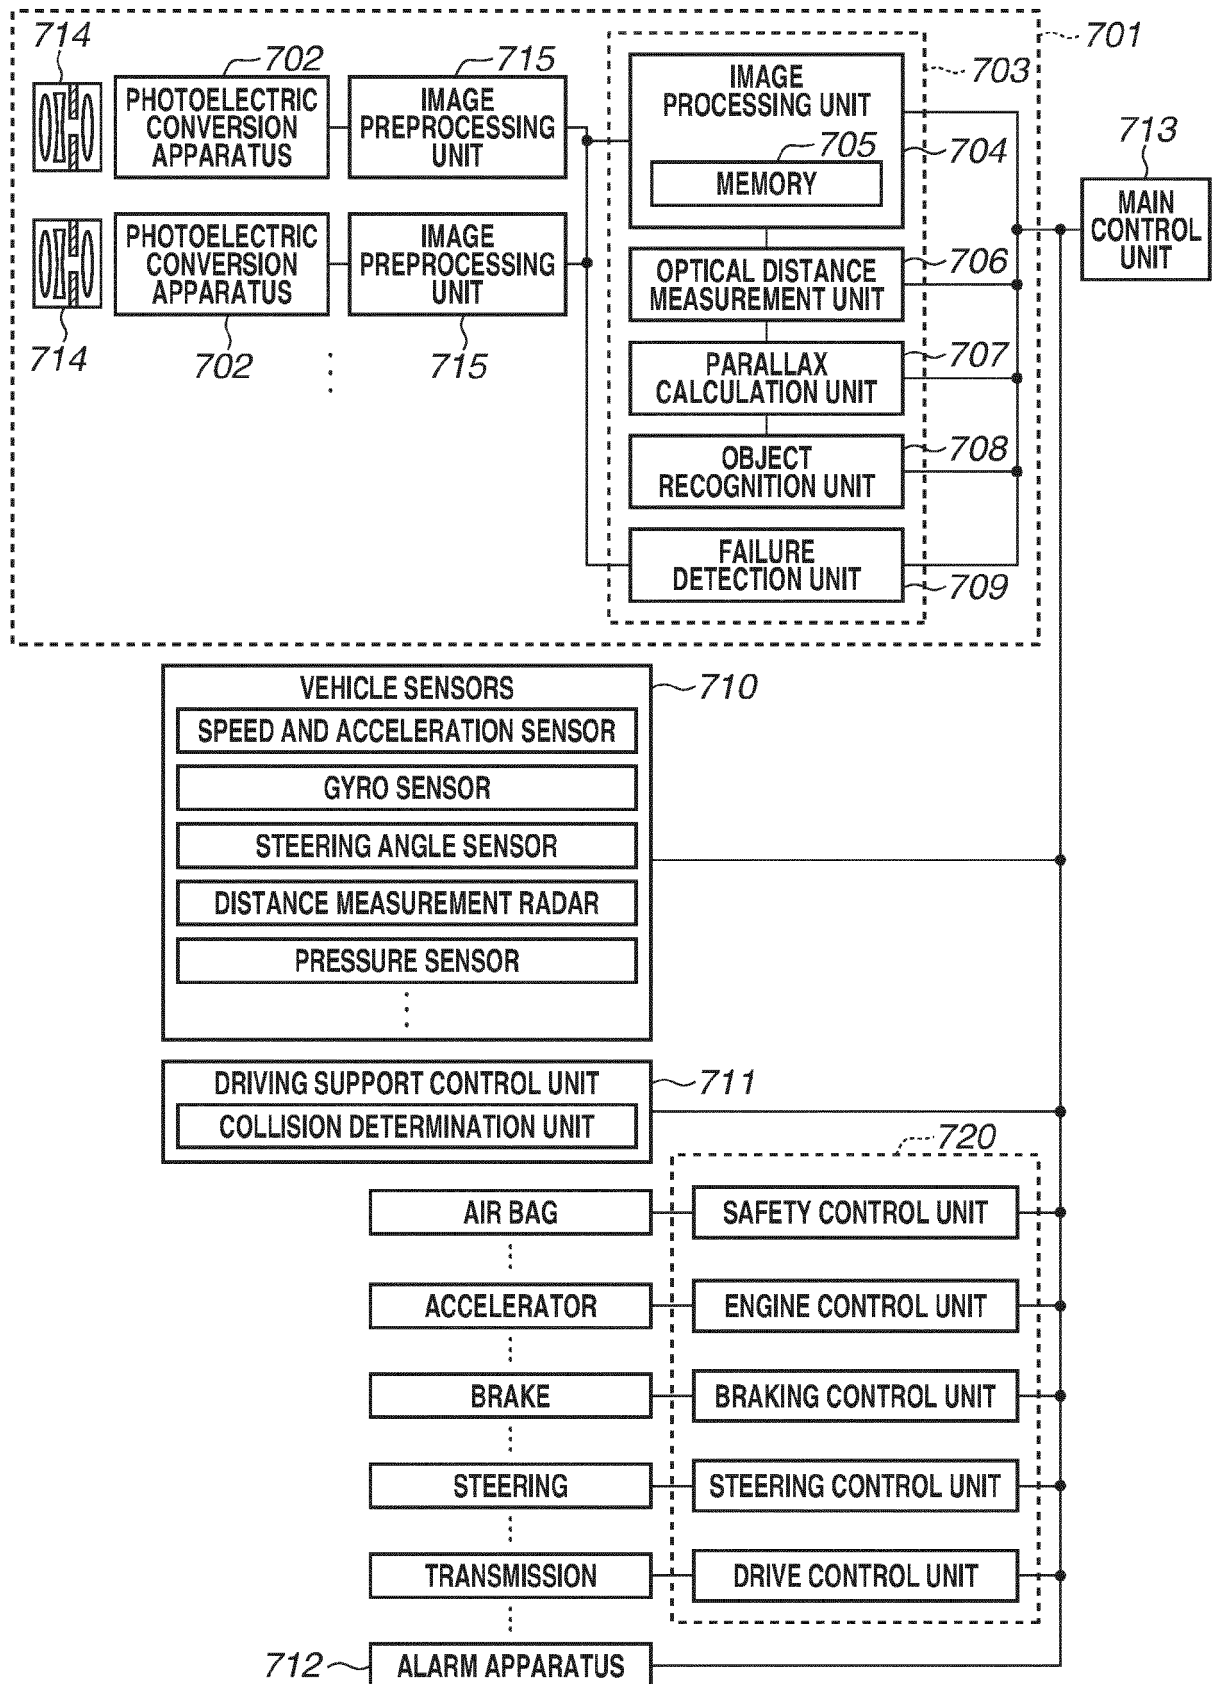 714
702
715
703
701
PHOTOELECTRIC
CONVERSION
APPARATUS
IMAGE
PREPROCESSING
UNIT
IMAGE
PROCESSING UNIT
705
MEMORY
704
713
MAIN
CONTROL
UNIT
PHOTOELECTRIC
CONVERSION
APPARATUS
IMAGE
PREPROCESSING
UNIT
714
702
715
OPTICAL DISTANCE
MEASUREMENT UNIT
706
PARALLAX
CALCULATION UNIT
707
OBJECT
RECOGNITION UNIT
708
FAILURE
DETECTION UNIT
709
VEHICLE SENSORS
710
SPEED AND ACCELERATION SENSOR
GYRO SENSOR
STEERING ANGLE SENSOR
DISTANCE MEASUREMENT RADAR
PRESSURE SENSOR
DRIVING SUPPORT CONTROL UNIT
711
COLLISION DETERMINATION UNIT
720
AIR BAG
SAFETY CONTROL UNIT
ACCELERATOR
ENGINE CONTROL UNIT
BRAKE
BRAKING CONTROL UNIT
STEERING
STEERING CONTROL UNIT
TRANSMISSION
DRIVE CONTROL UNIT
712
ALARM APPARATUS